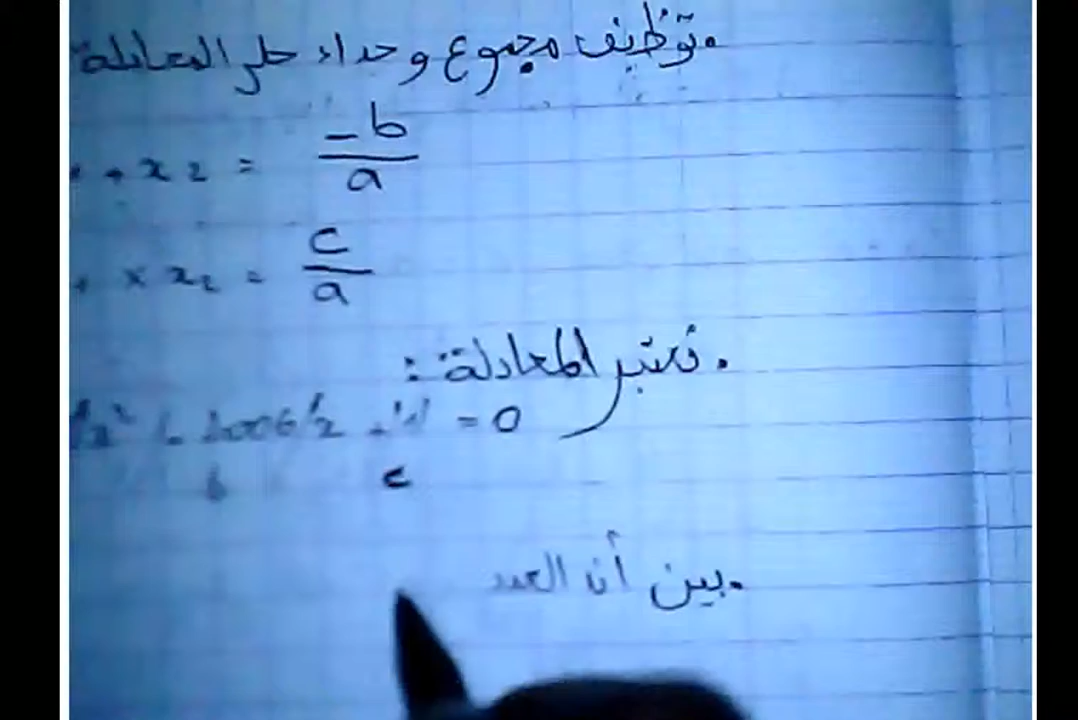 توظيف مجموع وجداء حلي المعادلة
+ x2 = -b/a
× x2 = c/a
نعتبر المعادلة:
= 0
b c
بين أن العدد